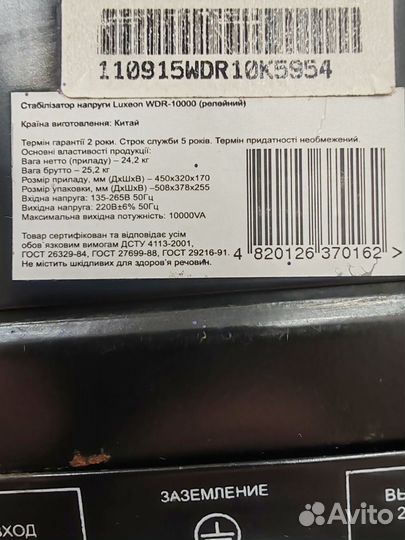 110915WDR10K5954
Стабілізатор напруги Luxeon WDR-10000 (релейний)
Країна виготовлення: Китай
Термін гарантії 2 роки. Строк служби 5 років. Термін придатності необмежений.
Основні властивості продукції:
Вага нетто (приладу) – 24,2 кг
Вага брутто – 25,2 кг
Розмір приладу, мм (ДхШхВ) – 450х320х170
Розмір упаковки, мм (ДхШхВ) –508х378х255
Вхідна напруга: 135-265В 50Гц
Вихідна напруга: 220В±6% 50Гц
Максимальна вихідна потужність: 10000VA
Товар сертифікован та відповідає усім
обов'язковим вимогам ДСТУ 4113-2001,
ГОСТ 26329-84, ГОСТ 27699-88, ГОСТ 29216-91.
Не містить шкідливих для здоров'я речовин.
4 820126 370162 >
ЗАЗЕМЛЕНИЕ
ВХОД
ВЫ
2
Avito